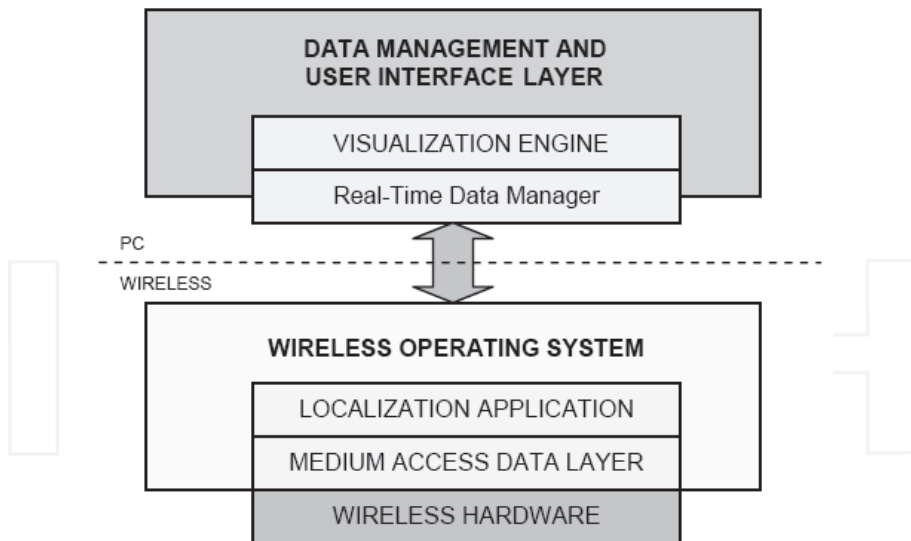 DATA MANAGEMENT AND
USER INTERFACE LAYER
VISUALIZATION ENGINE
Real-Time Data Manager
PC
WIRELESS
WIRELESS OPERATING SYSTEM
LOCALIZATION APPLICATION
MEDIUM ACCESS DATA LAYER
WIRELESS HARDWARE